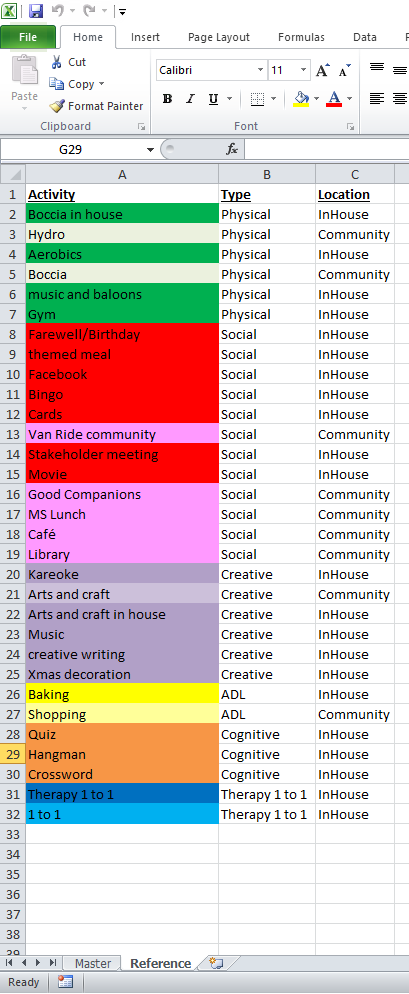 File Home Insert Page Layout Formulas Data
Paste Cut
Copy
Format Painter
Calibri 11 A A
B I U A
Clipboard Font
G29 fx
A B C
1 Activity Type Location
2 Boccia in house Physical InHouse
3 Hydro Physical Community
4 Aerobics Physical InHouse
5 Boccia Physical Community
6 music and baloons Physical InHouse
7 Gym Physical InHouse
8 Farewell/Birthday Social InHouse
9 themed meal Social InHouse
10 Facebook Social InHouse
11 Bingo Social InHouse
12 Cards Social InHouse
13 Van Ride community Social Community
14 Stakeholder meeting Social InHouse
15 Movie Social InHouse
16 Good Companions Social Community
17 MS Lunch Social Community
18 Café Social Community
19 Library Social Community
20 Kareoke Creative InHouse
21 Arts and craft Creative Community
22 Arts and craft in house Creative InHouse
23 Music Creative InHouse
24 creative writing Creative InHouse
25 Xmas decoration Creative InHouse
26 Baking ADL InHouse
27 Shopping ADL Community
28 Quiz Cognitive InHouse
29 Hangman Cognitive InHouse
30 Crossword Cognitive InHouse
31 Therapy 1 to 1 Therapy 1 to 1 InHouse
32 1 to 1 Therapy 1 to 1 InHouse
33
34
35
36
37
38
39
Master Reference
Ready